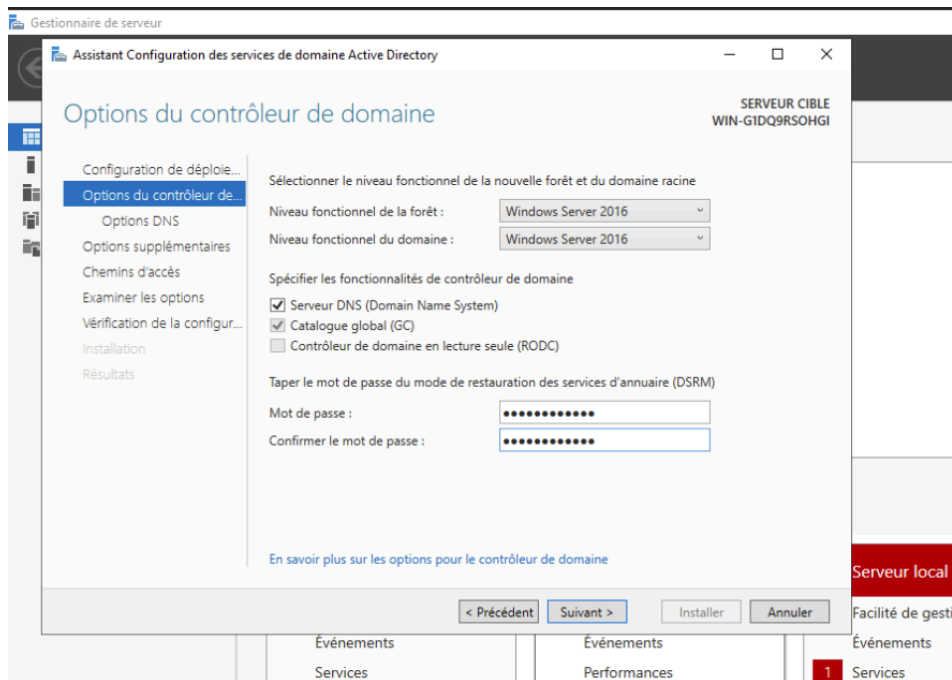 Gestionnaire de serveur
Assistant Configuration des services de domaine Active Directory
Options du contrôleur de domaine
SERVEUR CIBLE
WIN-G1DQ9RSOHGI
Configuration de déploie...
Options du contrôleur de...
Options DNS
Options supplémentaires
Chemins d'accès
Examiner les options
Vérification de la configur...
Installation
Résultats
Sélectionner le niveau fonctionnel de la nouvelle forêt et du domaine racine
Niveau fonctionnel de la forêt : Windows Server 2016
Niveau fonctionnel du domaine : Windows Server 2016
Spécifier les fonctionnalités de contrôleur de domaine
Serveur DNS (Domain Name System)
Catalogue global (GC)
Contrôleur de domaine en lecture seule (RODC)
Taper le mot de passe du mode de restauration des services d'annuaire (DSRM)
Mot de passe : ●●●●●●●●●●●●
Confirmer le mot de passe : ●●●●●●●●●●●●
En savoir plus sur les options pour le contrôleur de domaine
< Précédent Suivant > Installer Annuler
Serveur local
Facilité de gesti
Événements Événements Événements
Services Performances 1 Services